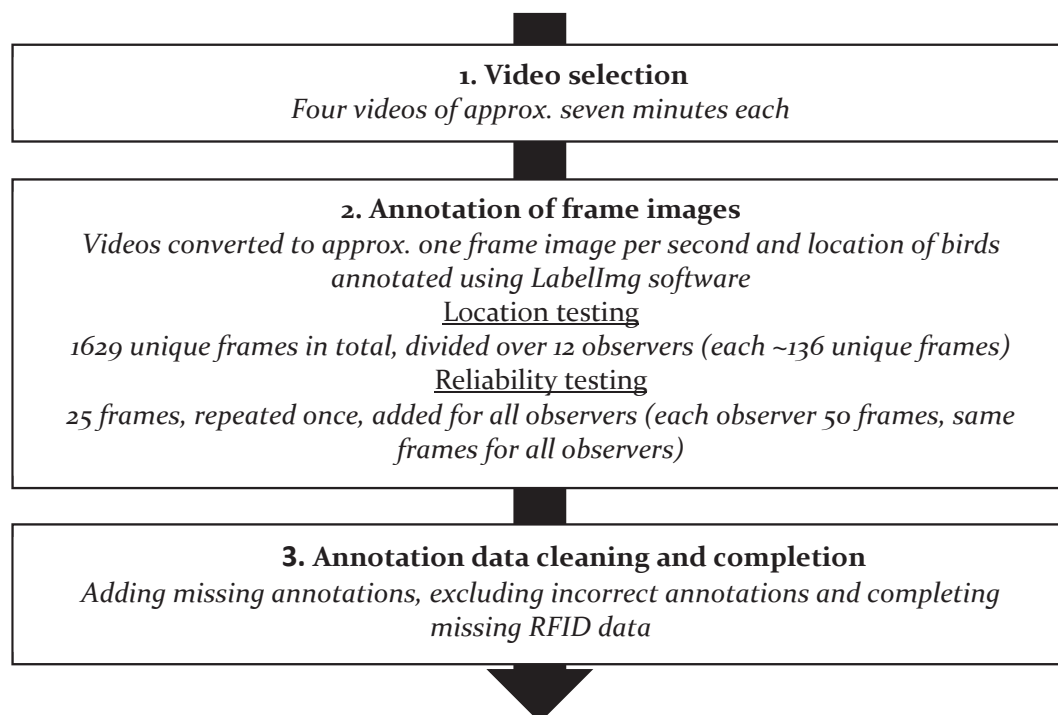 1. Video selection
Four videos of approx. seven minutes each
2. Annotation of frame images
Videos converted to approx. one frame image per second and location of birds
annotated using LabelImg software
Location testing
1629 unique frames in total, divided over 12 observers (each ~136 unique frames)
Reliability testing
25 frames, repeated once, added for all observers (each observer 50 frames, same
frames for all observers)
3. Annotation data cleaning and completion
Adding missing annotations, excluding incorrect annotations and completing
missing RFID data